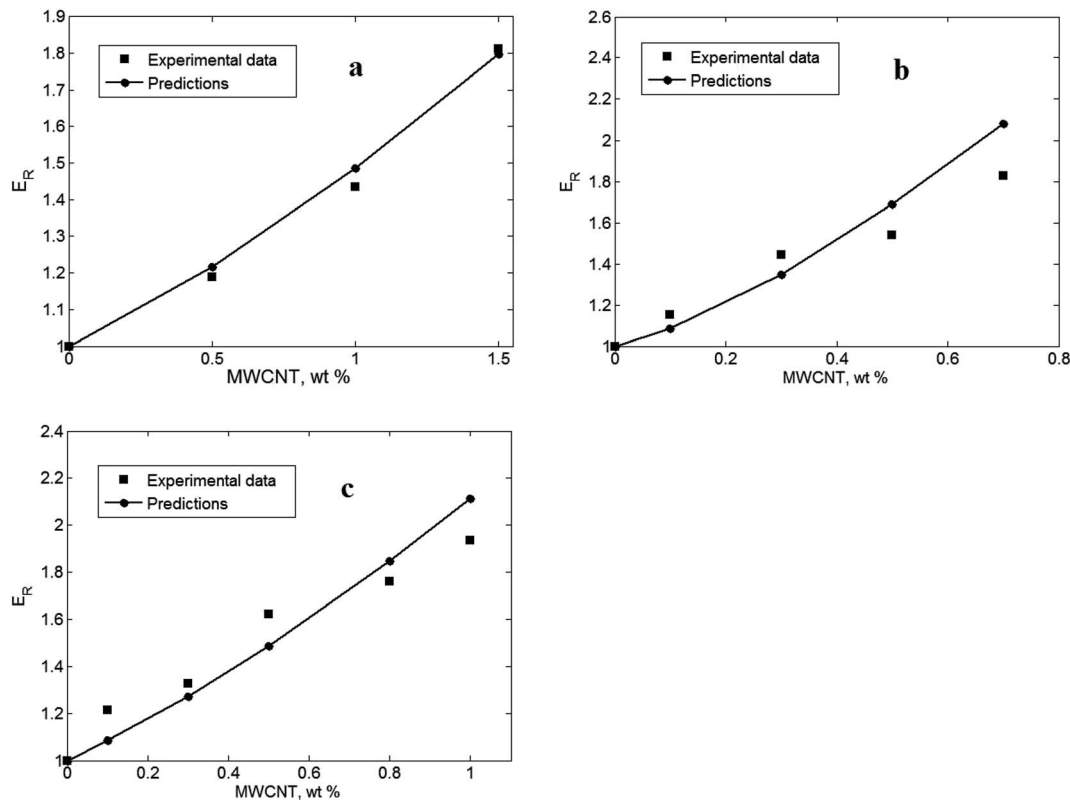 1.9
1.8
1.7
1.6
1.5
1.4
1.3
1.2
1.1
1
E_R
Experimental data
Predictions
a
0 0.5 1 1.5
MWCNT, wt %
2.6
2.4
2.2
2
1.8
1.6
1.4
1.2
1
E_R
Experimental data
Predictions
b
0 0.2 0.4 0.6 0.8
MWCNT, wt %
2.4
2.2
2
1.8
1.6
1.4
1.2
1
E_R
Experimental data
Predictions
c
0 0.2 0.4 0.6 0.8 1
MWCNT, wt %